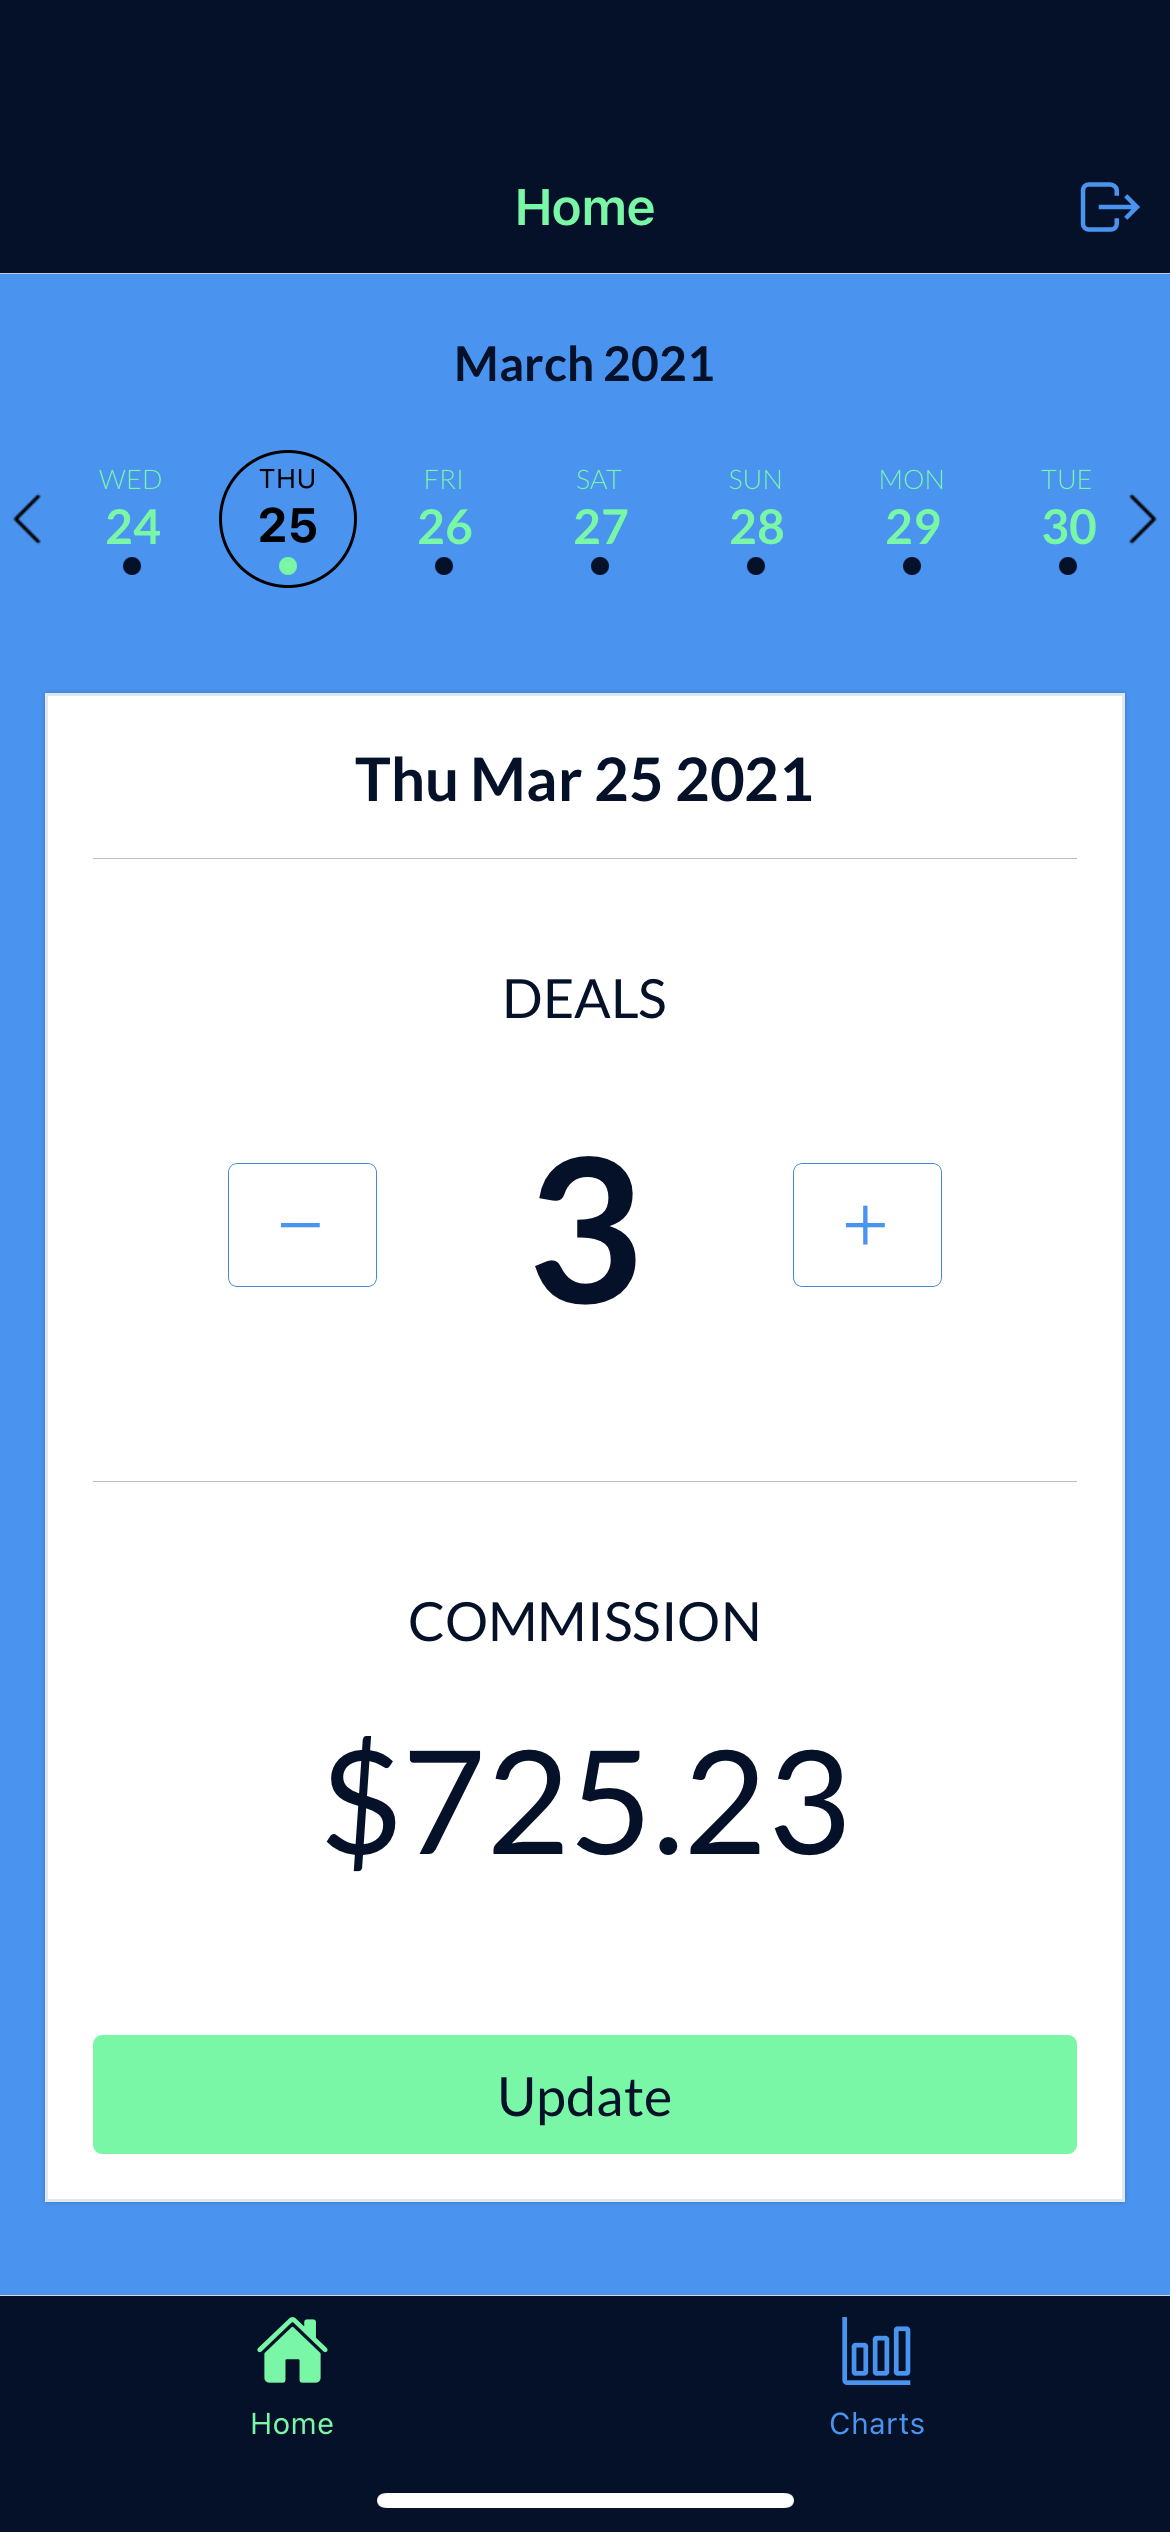 Home
March 2021
WED THU FRI SAT SUN MON TUE
24 25 26 27 28 29 30
Thu Mar 25 2021
DEALS
3
COMMISSION
$725.23
Update
Home Charts